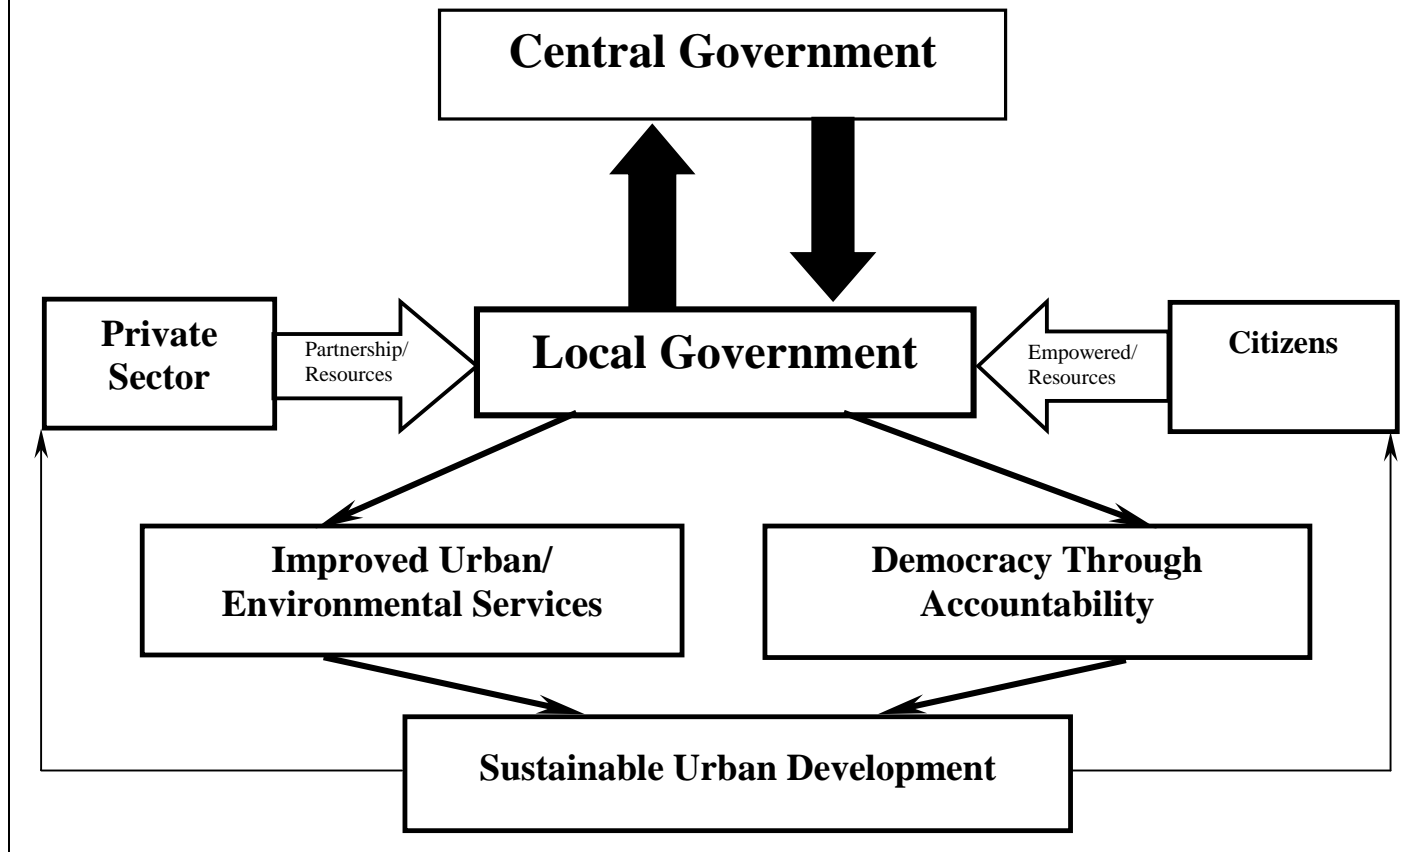 Central Government
Private
Sector
Partnership/
Resources
Local Government
Empowered/
Resources
Citizens
Improved Urban/
Environmental Services
Democracy Through
Accountability
Sustainable Urban Development